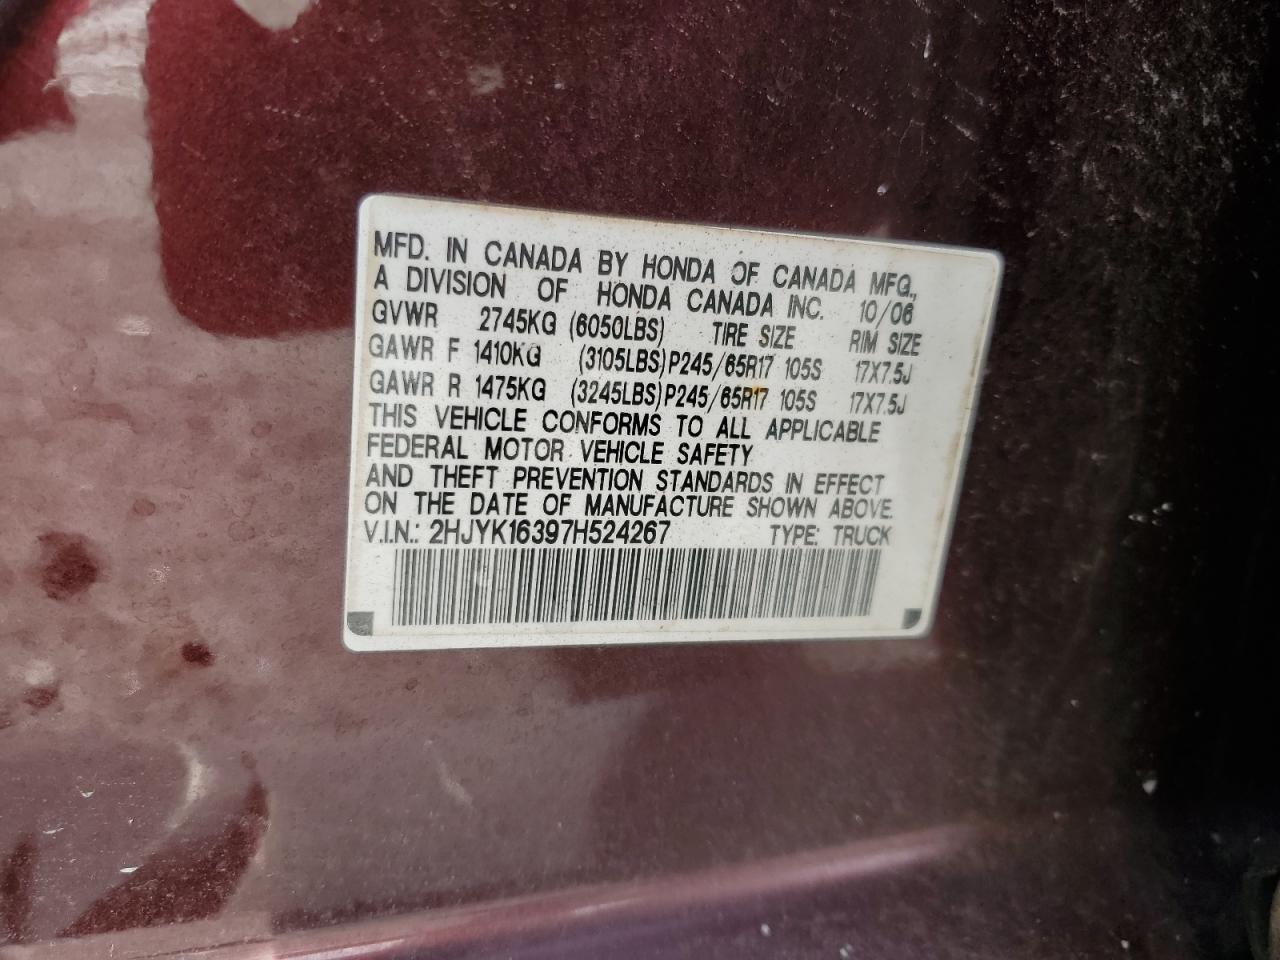 MFD. IN CANADA BY HONDA OF CANADA MFG.,
A DIVISION OF HONDA CANADA INC. 10/06
GVWR 2745KG (6050LBS) TIRE SIZE RIM SIZE
GAWR F 1410KG (3105LBS) P245/65R17 105S 17X7.5J
GAWR R 1475KG (3245LBS) P245/65R17 105S 17X7.5J
THIS VEHICLE CONFORMS TO ALL APPLICABLE
FEDERAL MOTOR VEHICLE SAFETY
AND THEFT PREVENTION STANDARDS IN EFFECT
ON THE DATE OF MANUFACTURE SHOWN ABOVE.
V.I.N.: 2HJYK16397H524267 TYPE: TRUCK